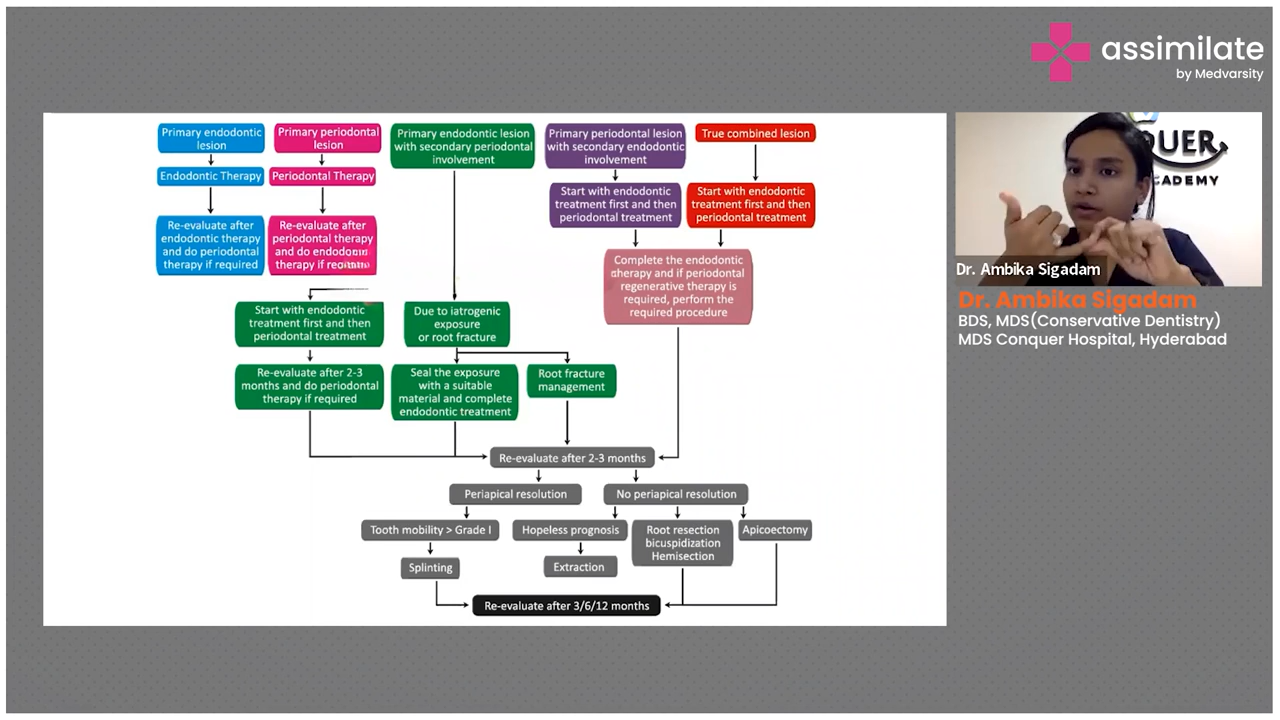 assimilate
by Medvarsity
Primary endodontic
lesion
Primary periodontal
lesion
Primary endodontic lesion
with secondary periodontal
involvement
Primary periodontal lesion
with secondary endodontic
involvement
True combined lesion
Endodontic Therapy
Periodontal Therapy
Start with endodontic
treatment first and then
periodontal treatment
Start with endodontic
treatment first and then
periodontal treatment
Re-evaluate after
endodontic therapy
and do periodontal
therapy if required
Re-evaluate after
periodontal therapy
and do
therapy if
Complete the endodontic
therapy and if periodontal
regenerative therapy is
required, perform the
required procedure
Start with endodontic
treatment first and then
periodontal treatment
Due to iatrogenic
exposure
or root fracture
Re-evaluate after 2-3
months and do periodontal
therapy if required
Seal the exposure
with a suitable
material and complete
endodontic treatment
Root fracture
management
Re-evaluate after 2-3 months
Periapical resolution
No periapical resolution
Tooth mobility > Grade I
Hopeless prognosis
Root resection
bicuspidization
Hemisection
Apicoectomy
Splinting
Extraction
Re-evaluate after 3/6/12 months
QUER
CADEMY
Dr. Ambika Sigadam
Dr. Ambika Sigadam
BDS, MDS(Conservative Dentistry)
MDS Conquer Hospital, Hyderabad